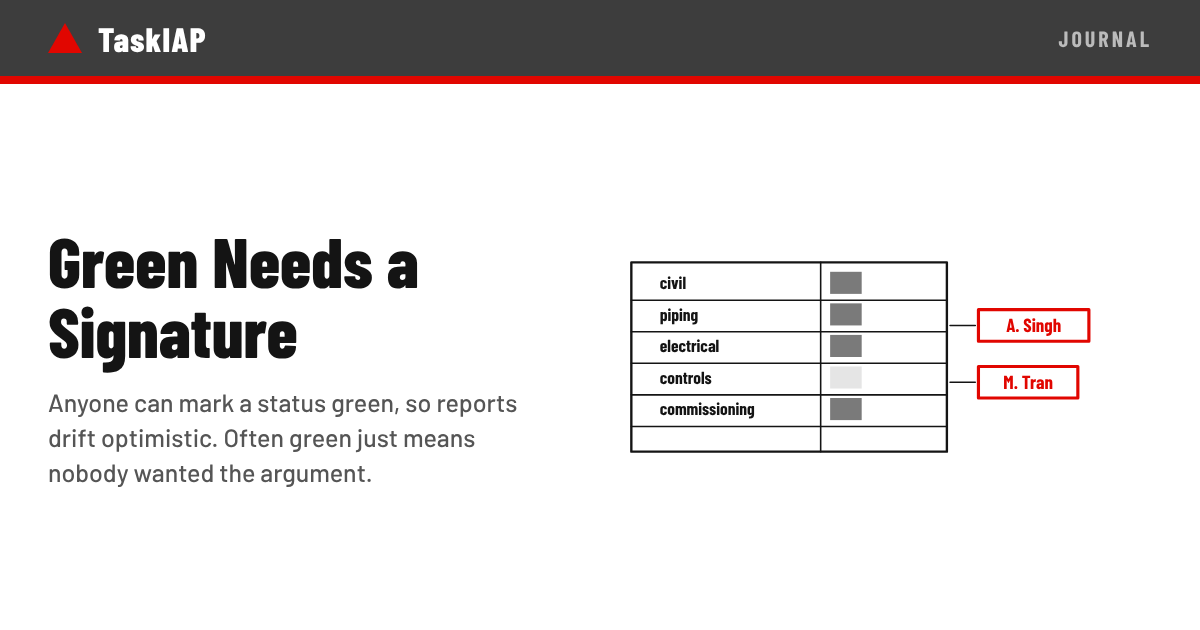 TaskIAP
JOURNAL
Green Needs a
Signature
Anyone can mark a status green, so reports
drift optimistic. Often green just means
nobody wanted the argument.
civil
piping
electrical
controls
commissioning
A. Singh
M. Tran